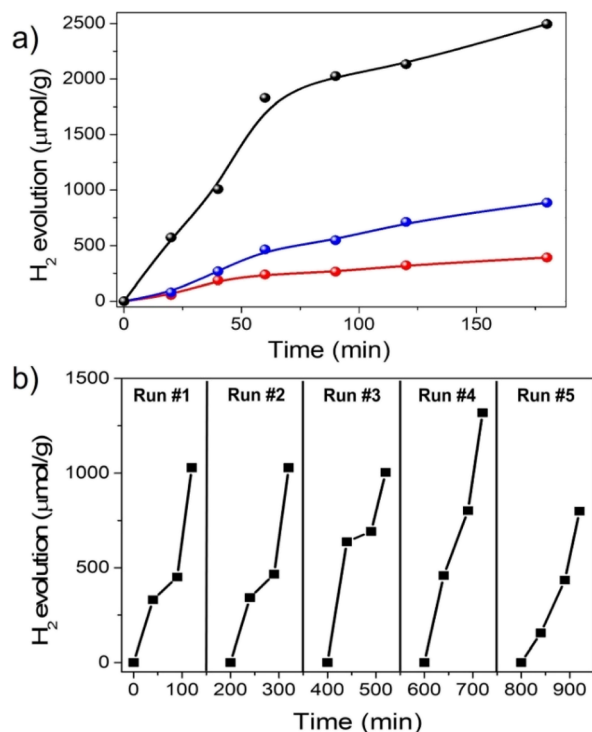 a)
H₂ evolution (μmol/g)
2500
2000
1500
1000
500
0
0 50 100 150
Time (min)
b)
H₂ evolution (μmol/g)
1500
1000
500
0
Run #1 Run #2 Run #3 Run #4 Run #5
0 100 200 300 400 500 600 700 800 900
Time (min)